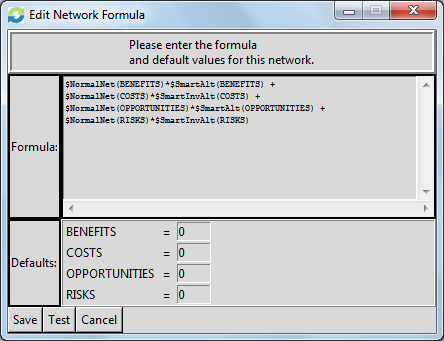 Edit Network Formula
Please enter the formula
and default values for this network.
Formula:
$NormalNet(BENEFITS)*$SmartAlt(BENEFITS) +
$NormalNet(COSTS)*$SmartInvAlt(COSTS) +
$NormalNet(OPPORTUNITIES)*$SmartAlt(OPPORTUNITIES) +
$NormalNet(RISKS)*$SmartInvAlt(RISKS)
Defaults:
BENEFITS = 0
COSTS = 0
OPPORTUNITIES = 0
RISKS = 0
Save Test Cancel